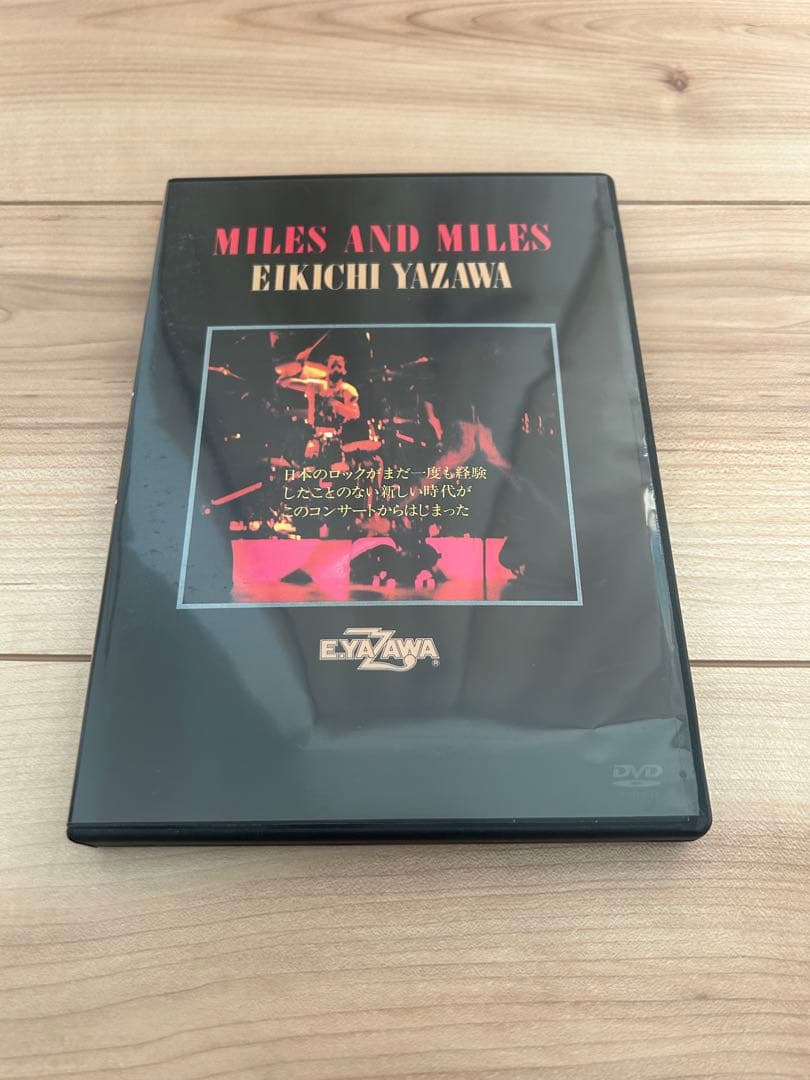 MILES AND MILES
EIKICHI YAZAWA
日本のロックがまだ一度も経験
したことのない新しい時代が
このコンサートからはじまった
E.YAZAWA®
DVD